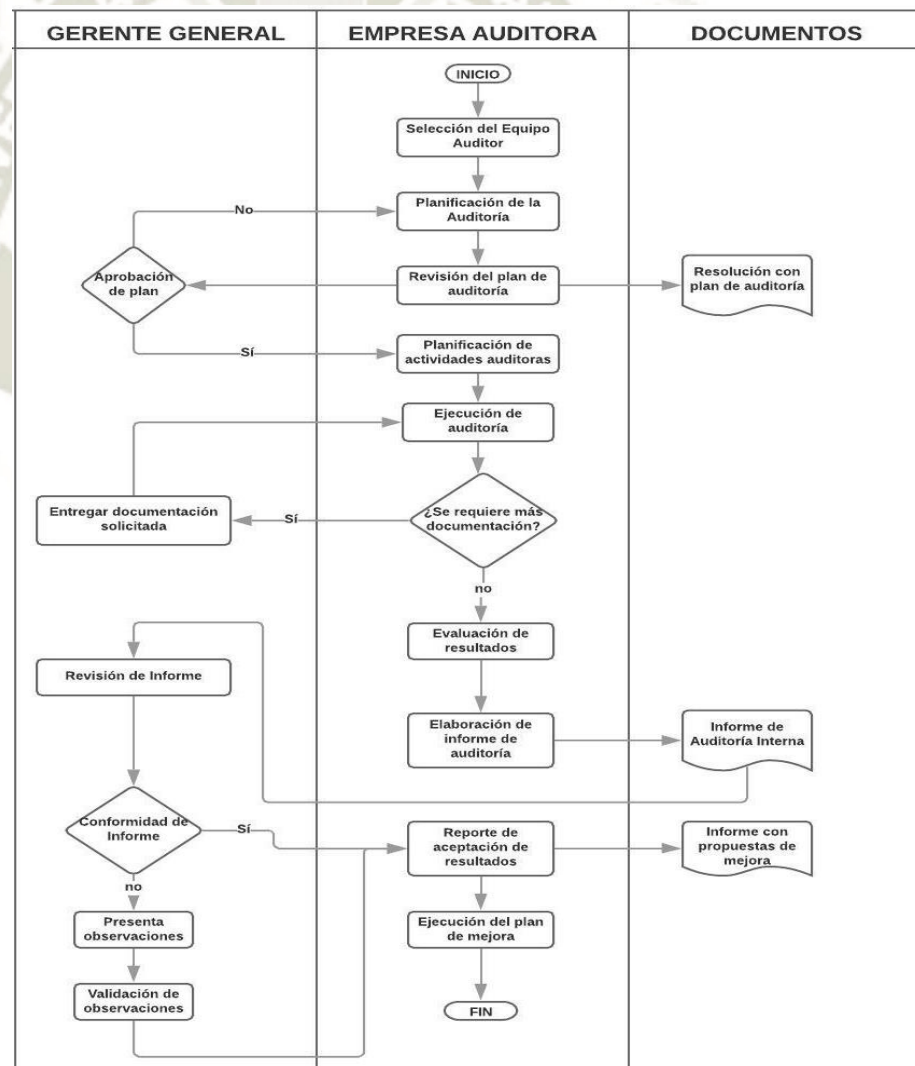 GERENTE GENERAL
EMPRESA AUDITORA
DOCUMENTOS
INICIO
Selección del Equipo
Auditor
Planificación de la
Auditoría
No
Aprobación
de plan
Revisión del plan de
auditoría
Resolución con
plan de auditoría
Sí
Planificación de
actividades auditoras
Ejecución de
auditoría
Entregar documentación
solicitada
Sí
¿Se requiere más
documentación?
no
Evaluación de
resultados
Revisión de Informe
Elaboración de
informe de
auditoría
Informe de
Auditoría Interna
Conformidad de
Informe
Sí
Reporte de
aceptación de
resultados
Informe con
propuestas de
mejora
no
Presenta
observaciones
Ejecución del plan
de mejora
Validación de
observaciones
FIN